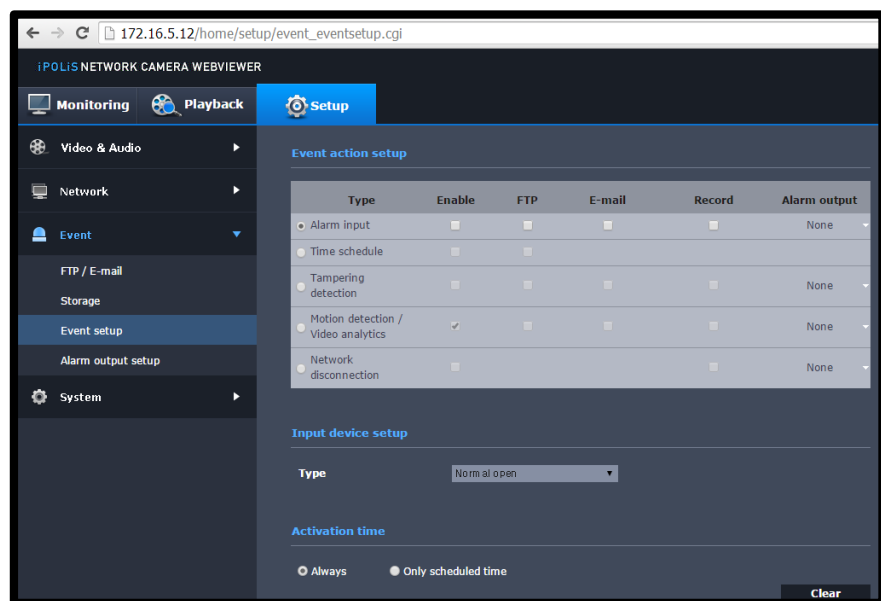 172.16.5.12/home/setup/event_eventsetup.cgi
iPOLiS NETWORK CAMERA WEBVIEWER
Monitoring
Playback
Setup
Video & Audio
Network
Event
FTP / E-mail
Storage
Event setup
Alarm output setup
System
Event action setup
Type Enable FTP E-mail Record Alarm output
Alarm input None
Time schedule
Tampering
detection None
Motion detection /
Video analytics None
Network
disconnection None
Input device setup
Type Normal open
Activation time
Always Only scheduled time
Clear